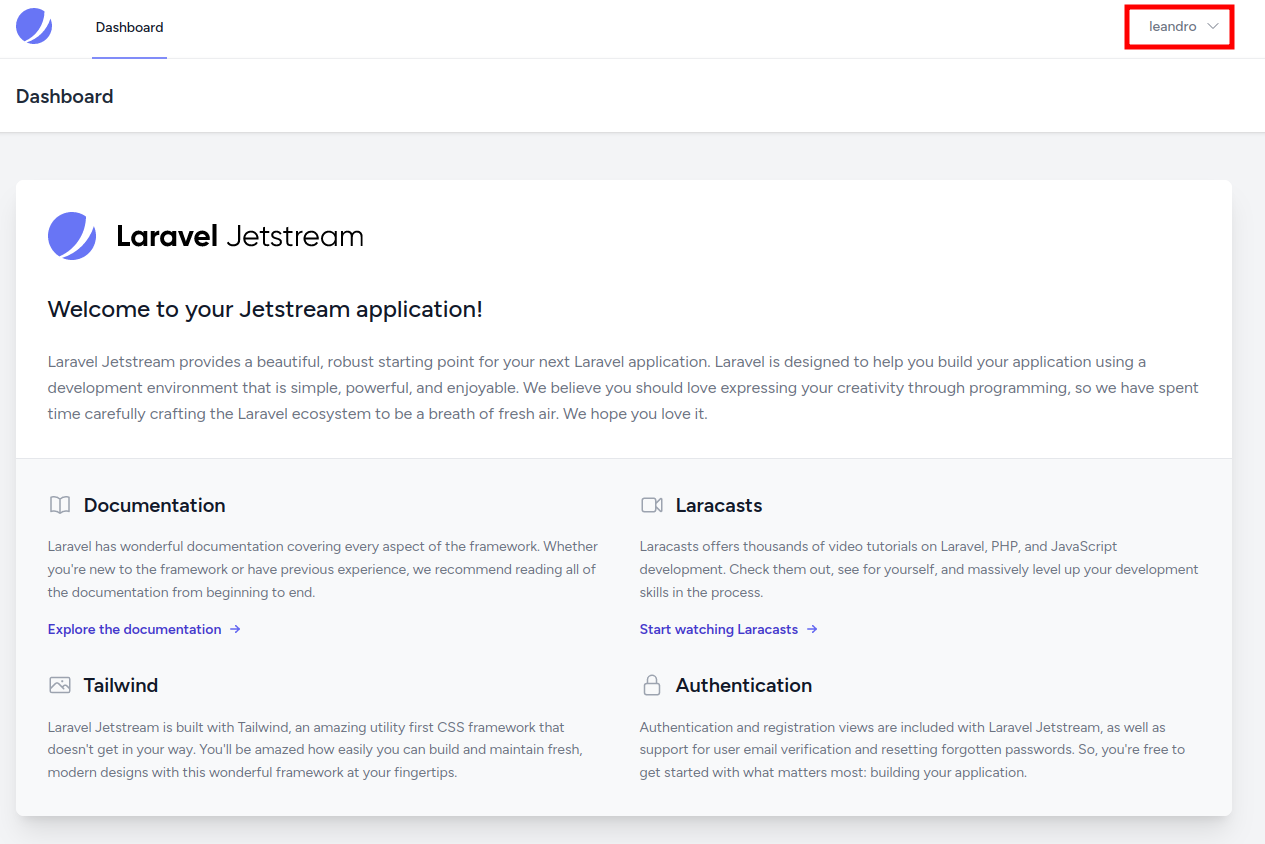 Dashboard
leandro
Dashboard
Laravel Jetstream
Welcome to your Jetstream application!
Laravel Jetstream provides a beautiful, robust starting point for your next Laravel application. Laravel is designed to help you build your application using a
development environment that is simple, powerful, and enjoyable. We believe you should love expressing your creativity through programming, so we have spent
time carefully crafting the Laravel ecosystem to be a breath of fresh air. We hope you love it.
Documentation
Laravel has wonderful documentation covering every aspect of the framework. Whether
you're new to the framework or have previous experience, we recommend reading all of
the documentation from beginning to end.
Explore the documentation →
Laracasts
Laracasts offers thousands of video tutorials on Laravel, PHP, and JavaScript
development. Check them out, see for yourself, and massively level up your development
skills in the process.
Start watching Laracasts →
Tailwind
Laravel Jetstream is built with Tailwind, an amazing utility first CSS framework that
doesn't get in your way. You'll be amazed how easily you can build and maintain fresh,
modern designs with this wonderful framework at your fingertips.
Authentication
Authentication and registration views are included with Laravel Jetstream, as well as
support for user email verification and resetting forgotten passwords. So, you're free to
get started with what matters most: building your application.